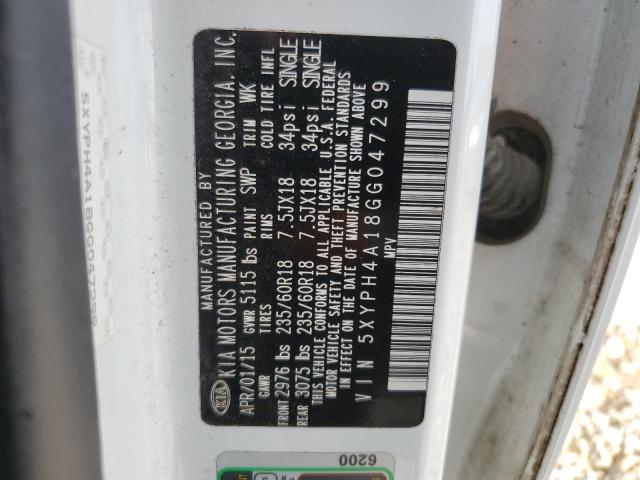 KIA
MANUFACTURED BY
KIA MOTORS MANUFACTURING GEORGIA, INC.
APR/01/15 GVWR 5115 lbs PAINT SWP TRIM WK
GAWR TIRES RIMS COLD TIRE INFL
FRONT 2976 lbs 235/60R18 7.5JX18 34psi SINGLE
REAR 3075 lbs 235/60R18 7.5JX18 34psi SINGLE
THIS VEHICLE CONFORMS TO ALL APPLICABLE U.S.A. FEDERAL
MOTOR VEHICLE SAFETY AND THEFT PREVENTION STANDARDS
IN EFFECT ON THE DATE OF MANUFACTURE SHOWN ABOVE
VIN 5XYPH4A18GG047299
MPV
6200